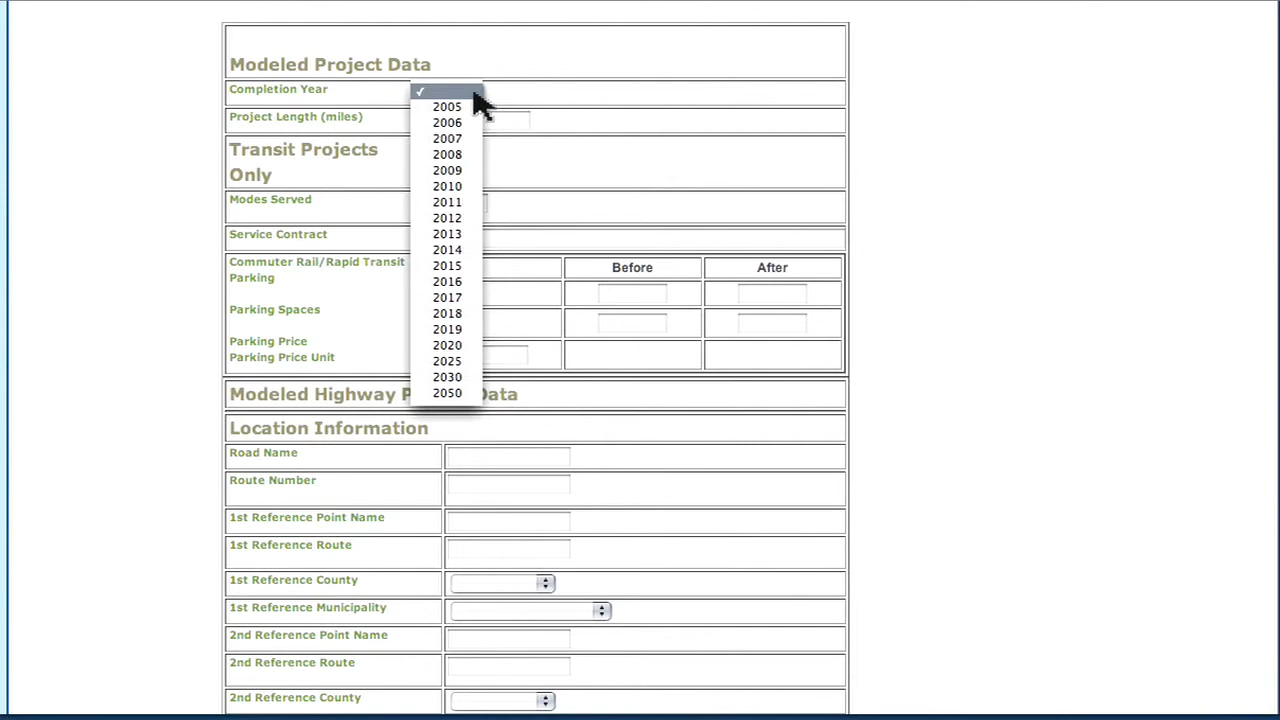 Modeled Project Data
Completion Year
✓
2005
2006
2007
2008
2009
2010
2011
2012
2013
2014
2015
2016
2017
2018
2019
2020
2025
2030
2050
Project Length (miles)
Transit Projects
Only
Modes Served
Service Contract
Commuter Rail/Rapid Transit
Parking
Before
After
Parking Spaces
Parking Price
Parking Price Unit
Modeled Highway P Data
Location Information
Road Name
Route Number
1st Reference Point Name
1st Reference Route
1st Reference County
1st Reference Municipality
2nd Reference Point Name
2nd Reference Route
2nd Reference County